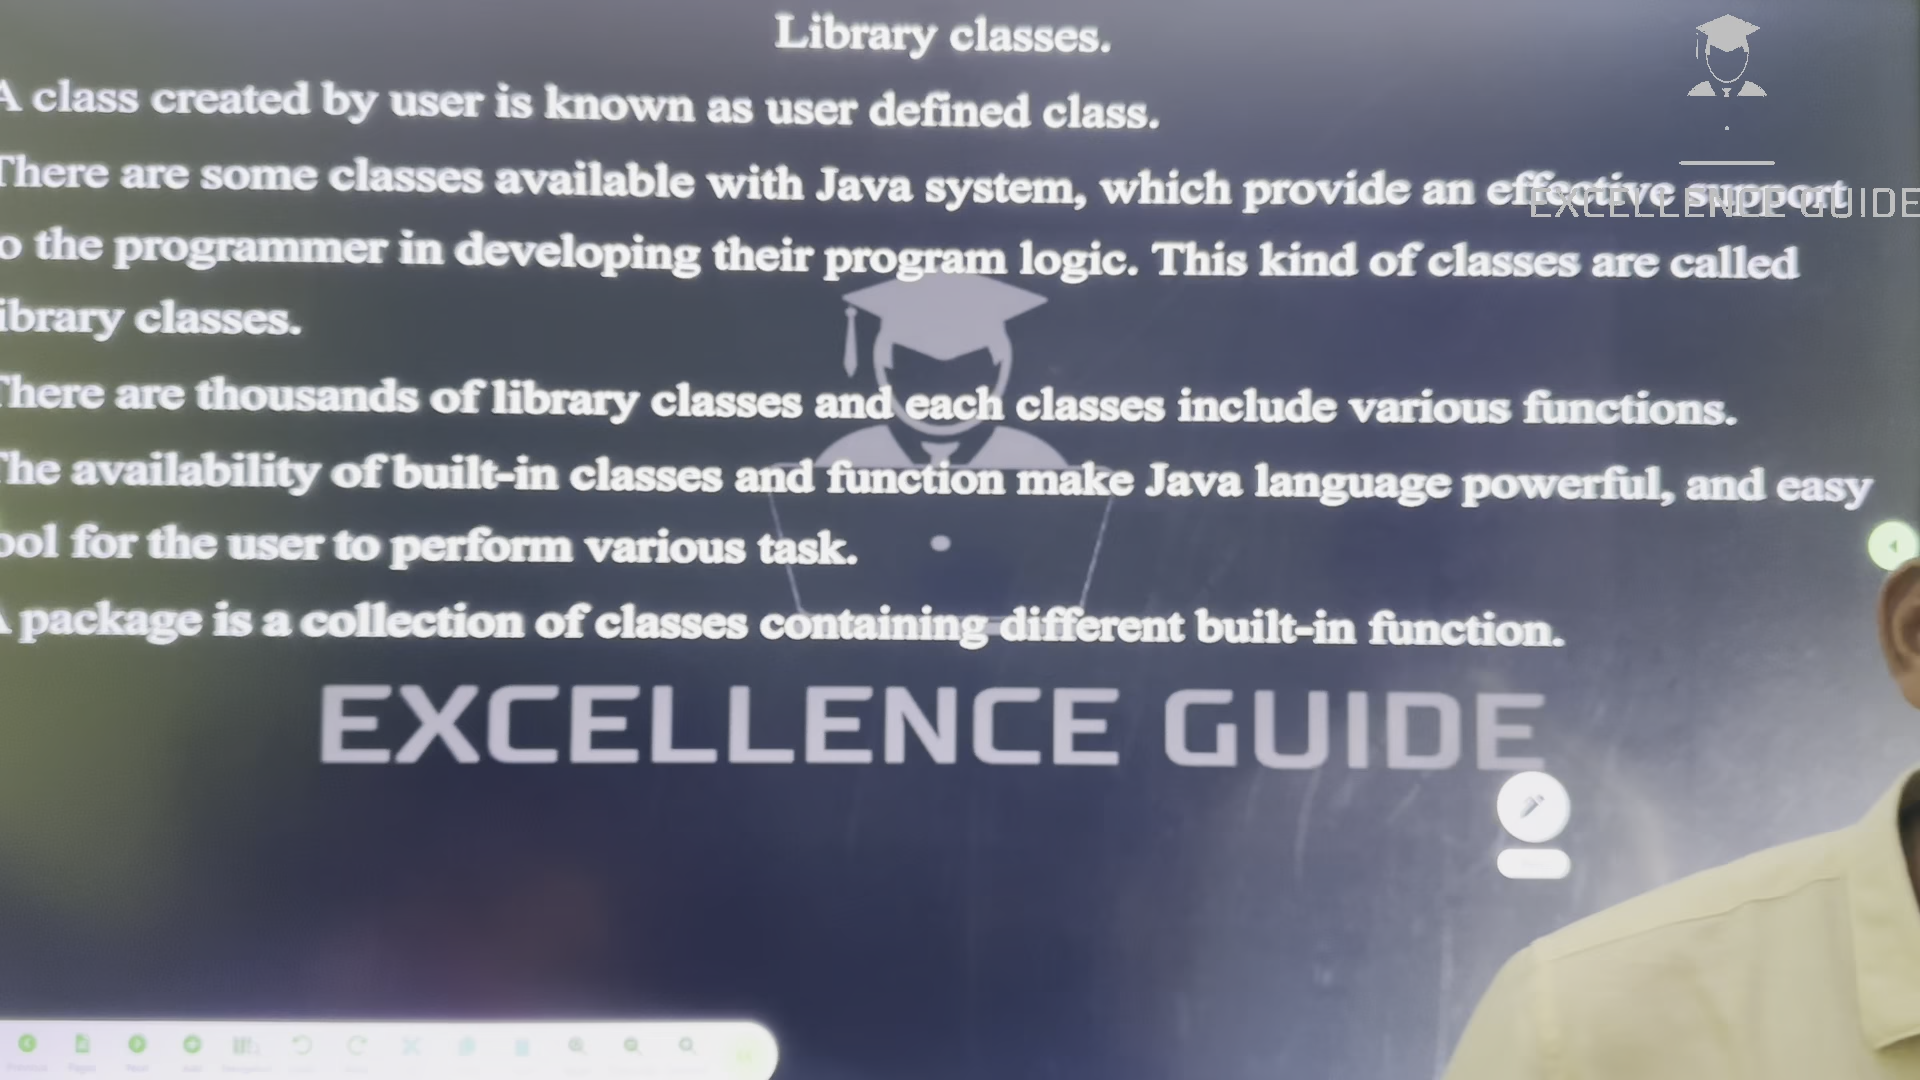 Library classes.
A class created by user is known as user defined class.
There are some classes available with Java system, which provide an effective support
o the programmer in developing their program logic. This kind of classes are called
ibrary classes.
There are thousands of library classes and each classes include various functions.
The availability of built-in classes and function make Java language powerful, and easy
ool for the user to perform various task.
A package is a collection of classes containing different built-in function.
EXCELLENCE GUIDE
EXCELLENCE GUIDE
Previous Pages Next Add